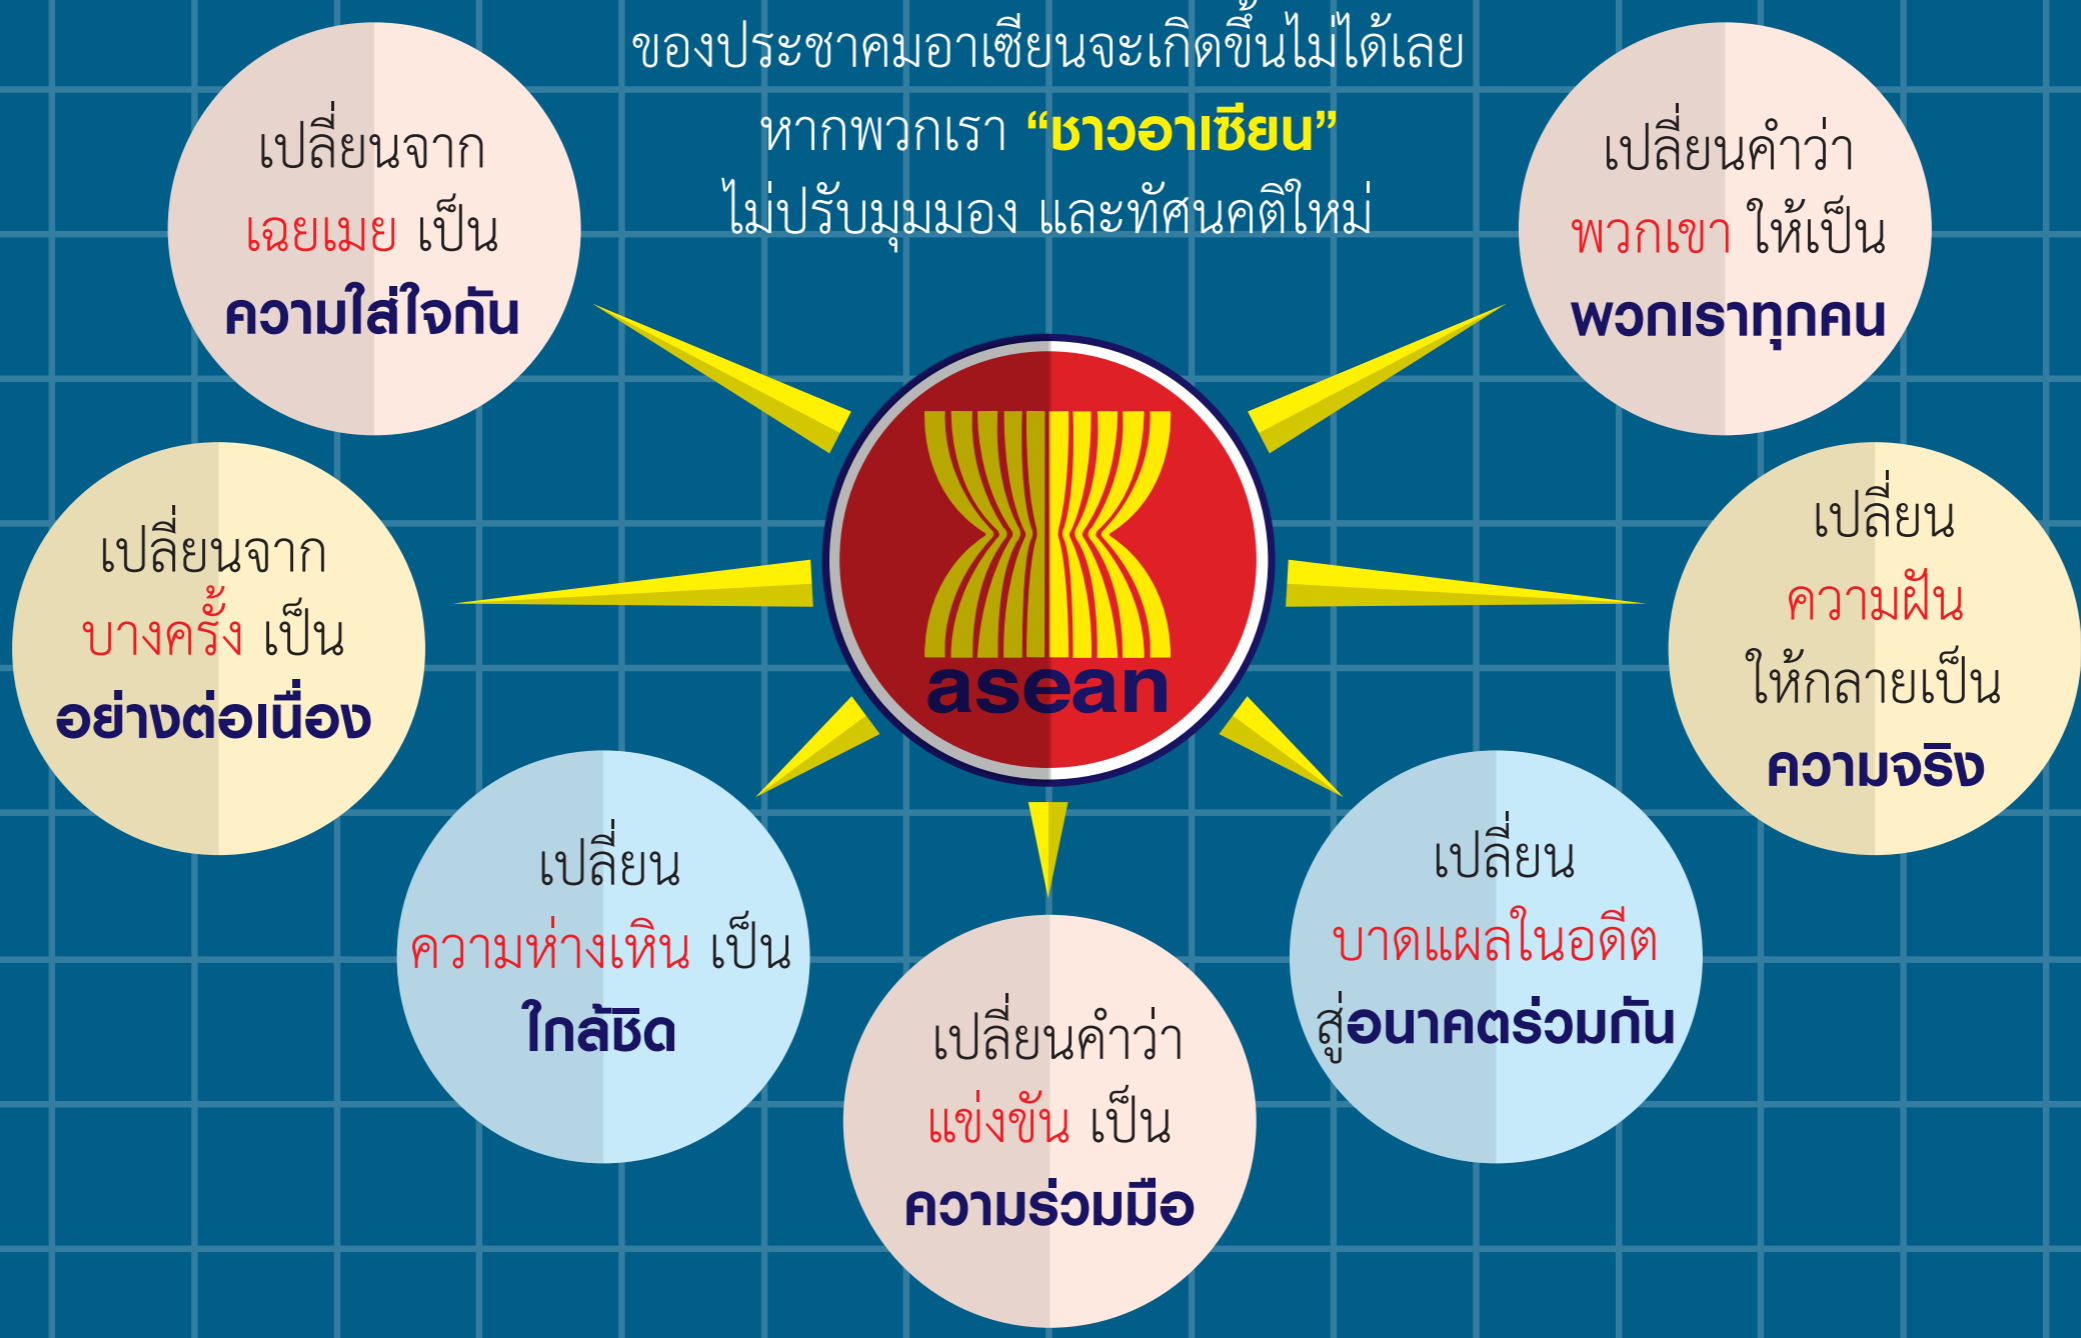 ของประชาคมอาเซียนจะเกิดขึ้นไม่ได้เลย
หากพวกเรา “ชาวอาเซียน”
ไม่ปรับมุมมอง และทัศนคติใหม่
เปลี่ยนจาก
เฉยเมย เป็น
ความใส่ใจกัน
เปลี่ยนคำว่า
พวกเขา ให้เป็น
พวกเราทุกคน
เปลี่ยนจาก
บางครั้ง เป็น
อย่างต่อเนื่อง
asean
เปลี่ยน
ความฝัน
ให้กลายเป็น
ความจริง
เปลี่ยน
ความห่างเหิน เป็น
ใกล้ชิด
เปลี่ยนคำว่า
แข่งขัน เป็น
ความร่วมมือ
เปลี่ยน
บาดแผลในอดีต
สู่อนาคตร่วมกัน